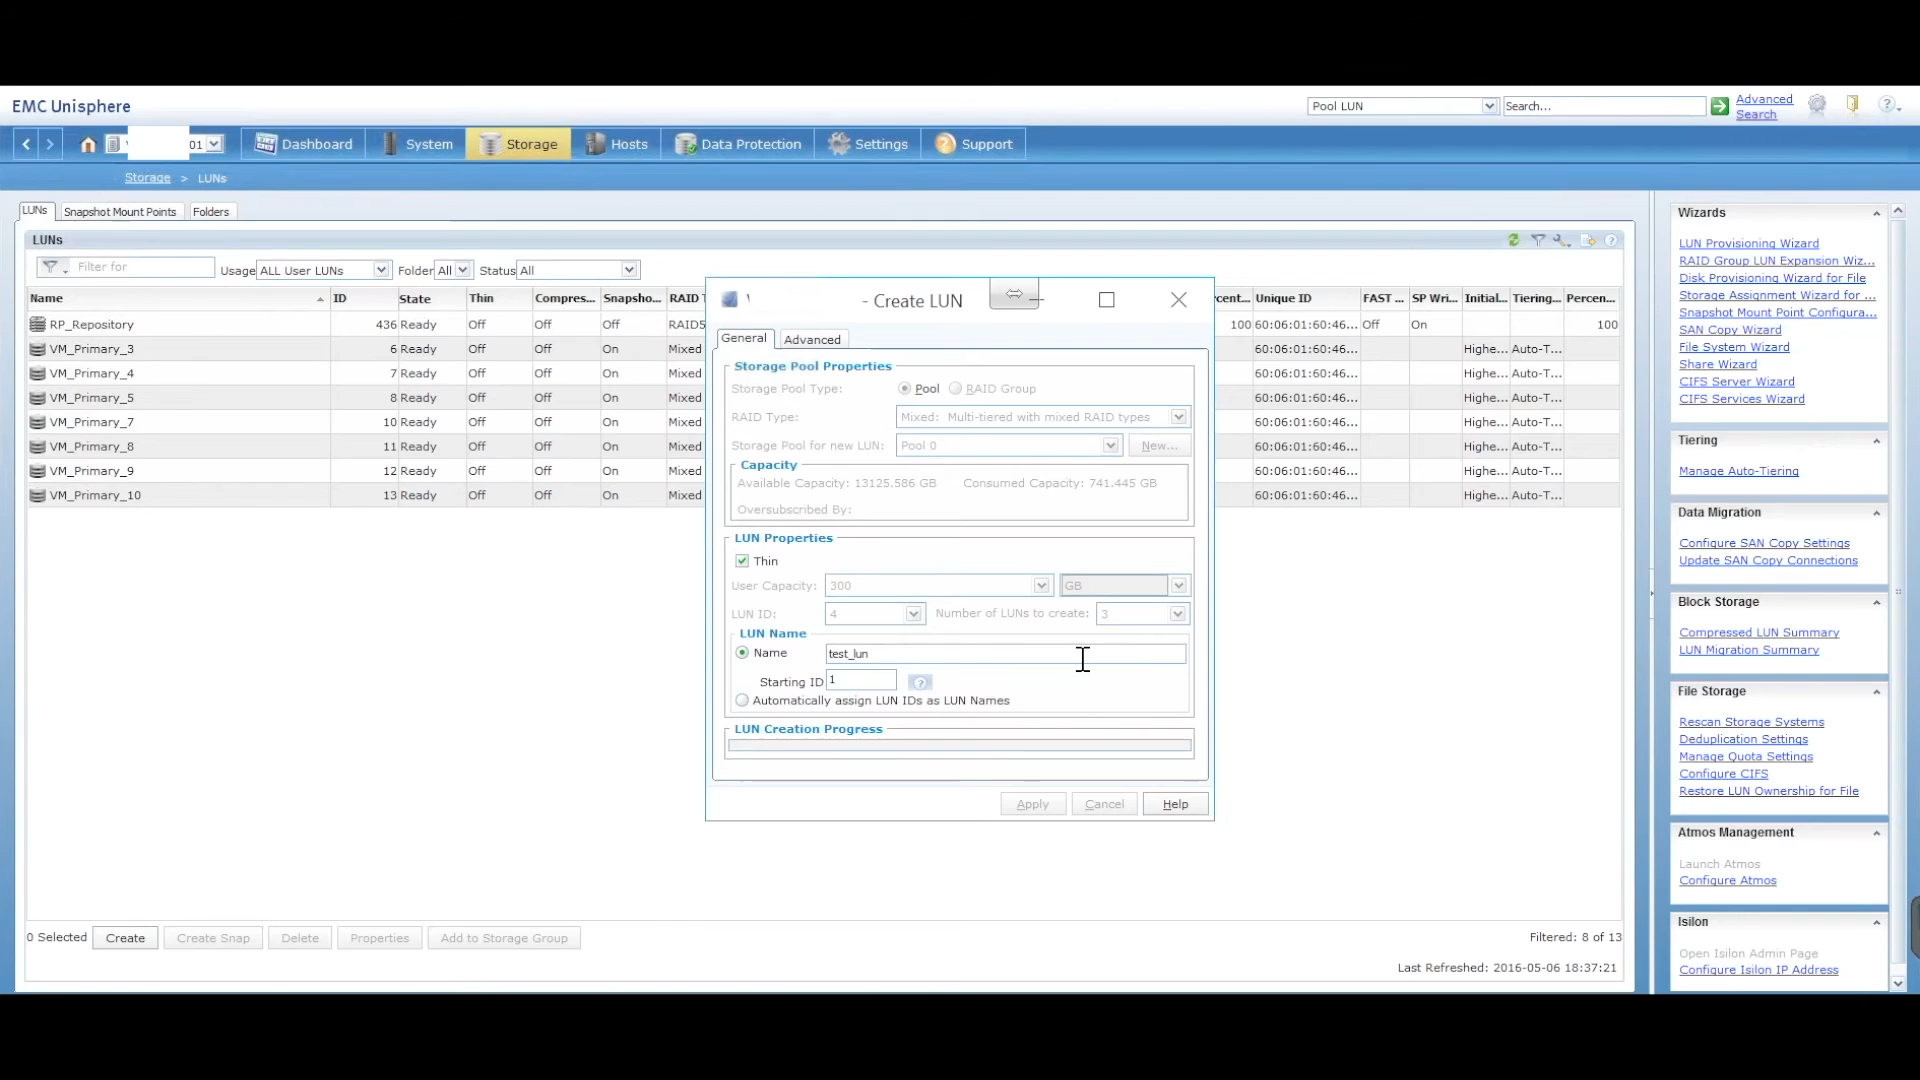 EMC Unisphere
Pool LUN
Search...
Advanced Search
01
Dashboard
System
Storage
Hosts
Data Protection
Settings
Support
Storage > LUNs
LUNs
Snapshot Mount Points
Folders
LUNs
Filter for
Usage ALL User LUNs
Folder All
Status All
Name ID State Thin Compres... Snapsho... RAID rcent... Unique ID FAST ... SP Wri... Initial... Tiering... Percen...
RP_Repository 436 Ready Off Off Off RAID5 100 60:06:01:60:46... Off On 100
VM_Primary_3 6 Ready Off Off On Mixed 60:06:01:60:46... Highe... Auto-T...
VM_Primary_4 7 Ready Off Off On Mixed 60:06:01:60:46... Highe... Auto-T...
VM_Primary_5 8 Ready Off Off On Mixed 60:06:01:60:46... Highe... Auto-T...
VM_Primary_7 10 Ready Off Off On Mixed 60:06:01:60:46... Highe... Auto-T...
VM_Primary_8 11 Ready Off Off On Mixed 60:06:01:60:46... Highe... Auto-T...
VM_Primary_9 12 Ready Off Off On Mixed 60:06:01:60:46... Highe... Auto-T...
VM_Primary_10 13 Ready Off Off On Mixed 60:06:01:60:46... Highe... Auto-T...
- Create LUN
General
Advanced
Storage Pool Properties
Storage Pool Type: Pool RAID Group
RAID Type: Mixed: Multi-tiered with mixed RAID types
Storage Pool for new LUN: Pool 0 New...
Capacity
Available Capacity: 13125.586 GB Consumed Capacity: 741.445 GB
Oversubscribed By:
LUN Properties
Thin
User Capacity: 300 GB
LUN ID: 4 Number of LUNs to create: 3
LUN Name
Name test_lun
Starting ID 1
Automatically assign LUN IDs as LUN Names
LUN Creation Progress
Apply
Cancel
Help
0 Selected
Create
Create Snap
Delete
Properties
Add to Storage Group
Filtered: 8 of 13
Last Refreshed: 2016-05-06 18:37:21
Wizards
LUN Provisioning Wizard
RAID Group LUN Expansion Wiz...
Disk Provisioning Wizard for File
Storage Assignment Wizard for ...
Snapshot Mount Point Configura...
SAN Copy Wizard
File System Wizard
Share Wizard
CIFS Server Wizard
CIFS Services Wizard
Tiering
Manage Auto-Tiering
Data Migration
Configure SAN Copy Settings
Update SAN Copy Connections
Block Storage
Compressed LUN Summary
LUN Migration Summary
File Storage
Rescan Storage Systems
Deduplication Settings
Manage Quota Settings
Configure CIFS
Restore LUN Ownership for File
Atmos Management
Launch Atmos
Configure Atmos
Isilon
Open Isilon Admin Page
Configure Isilon IP Address